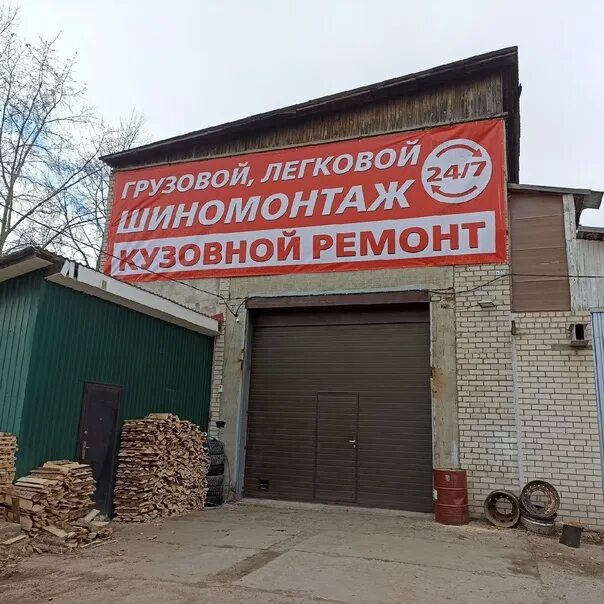 ГРУЗОВОЙ, ЛЕГКОВОЙ
ШИНОМОНТАЖ
24/7
КУЗОВНОЙ РЕМОНТ